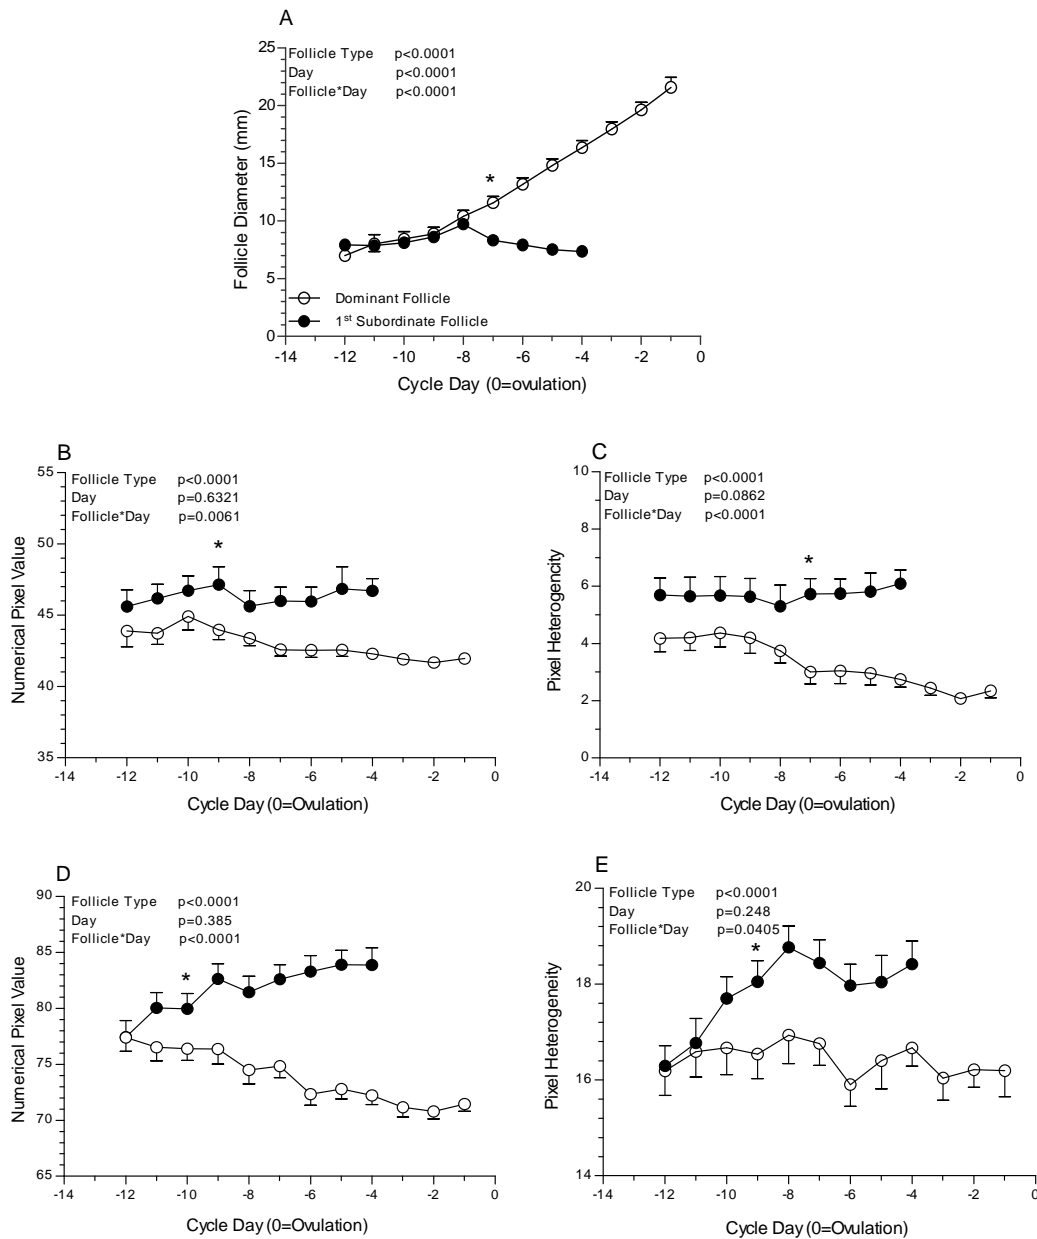 A
Follicle Type p<0.0001
Day p<0.0001
Follicle*Day p<0.0001
25
20
15
10
5
0
Follicle Diameter (mm)
*
Dominant Follicle
1st Subordinate Follicle
-14 -12 -10 -8 -6 -4 -2 0
Cycle Day (0=ovulation)
B
Follicle Type p<0.0001
Day p=0.6321
Follicle*Day p=0.0061
55
50
45
40
35
Numerical Pixel Value
*
-14 -12 -10 -8 -6 -4 -2 0
Cycle Day (0=Ovulation)
C
Follicle Type p<0.0001
Day p=0.0862
Follicle*Day p<0.0001
10
8
6
4
2
0
Pixel Heterogencity
*
-14 -12 -10 -8 -6 -4 -2 0
Cycle Day (0=ovulation)
D
Follicle Type p<0.0001
Day p=0.385
Follicle*Day p<0.0001
90
85
80
75
70
65
Numerical Pixel Value
*
-14 -12 -10 -8 -6 -4 -2 0
Cycle Day (0=Ovulation)
E
Follicle Type p<0.0001
Day p=0.248
Follicle*Day p=0.0405
20
18
16
14
Pixel Heterogeneity
*
-14 -12 -10 -8 -6 -4 -2 0
Cycle Day (0=Ovulation)